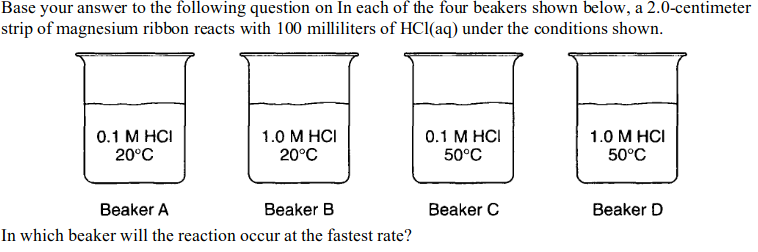 Base your answer to the following question on In each of the four beakers shown below, a 2.0-centimeter
strip of magnesium ribbon reacts with 100 milliliters of HCl(aq) under the conditions shown.
0.1 M HCl
20°C
1.0 M HCl
20°C
0.1 M HCl
50°C
1.0 M HCl
50°C
Beaker A
Beaker B
Beaker C
Beaker D
In which beaker will the reaction occur at the fastest rate?